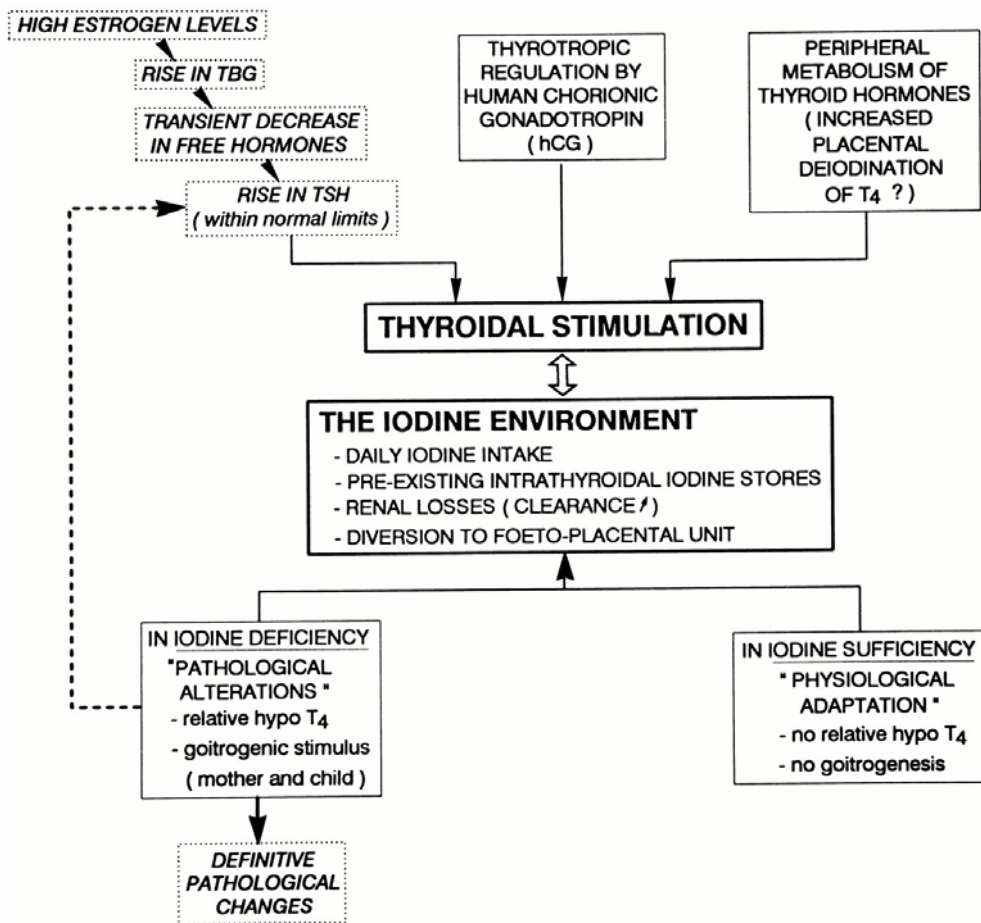 HIGH ESTROGEN LEVELS
RISE IN TBG
TRANSIENT DECREASE
IN FREE HORMONES
RISE IN TSH
( within normal limits )
THYROTROPIC
REGULATION BY
HUMAN CHORIONIC
GONADOTROPIN
( hCG )
PERIPHERAL
METABOLISM OF
THYROID HORMONES
( INCREASED
PLACENTAL
DEIODINATION
OF T4 ? )
THYROIDAL STIMULATION
THE IODINE ENVIRONMENT
- DAILY IODINE INTAKE
- PRE-EXISTING INTRATHYROIDAL IODINE STORES
- RENAL LOSSES ( CLEARANCE↗ )
- DIVERSION TO FOETO-PLACENTAL UNIT
IN IODINE DEFICIENCY
"PATHOLOGICAL
ALTERATIONS "
- relative hypo T4
- goitrogenic stimulus
( mother and child )
IN IODINE SUFFICIENCY
" PHYSIOLOGICAL
ADAPTATION "
- no relative hypo T4
- no goitrogenesis
DEFINITIVE
PATHOLOGICAL
CHANGES